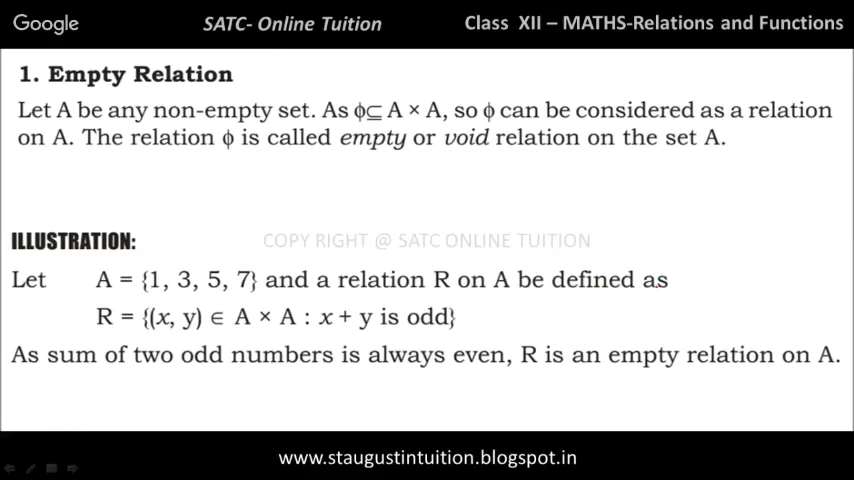 Google SATC- Online Tuition Class XII – MATHS-Relations and Functions
1. Empty Relation
Let A be any non-empty set. As ϕ⊆ A × A, so ϕ can be considered as a relation
on A. The relation ϕ is called empty or void relation on the set A.
ILLUSTRATION: COPY RIGHT @ SATC ONLINE TUITION
Let A = {1, 3, 5, 7} and a relation R on A be defined as
R = {(x, y) ∈ A × A : x + y is odd}
As sum of two odd numbers is always even, R is an empty relation on A.
www.staugustintuition.blogspot.in